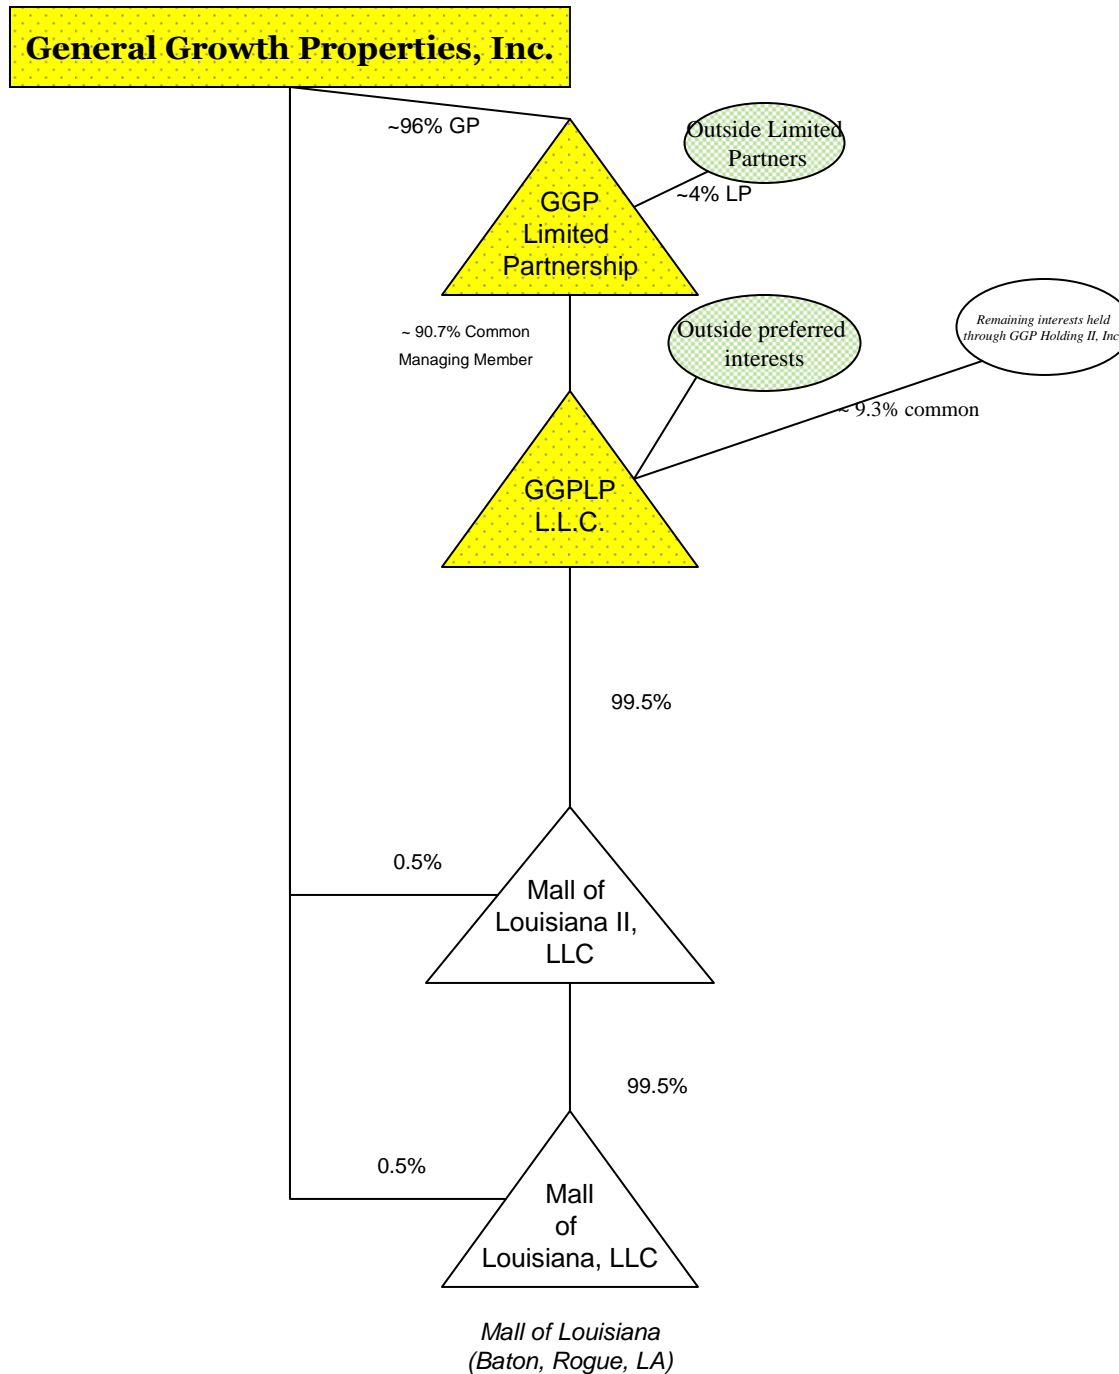 General Growth Properties, Inc.
~96% GP
Outside Limited
Partners
~4% LP
GGP
Limited
Partnership
~ 90.7% Common
Managing Member
Outside preferred
interests
Remaining interests held
through GGP Holding II, Inc
~ 9.3% common
GGPLP
L.L.C.
99.5%
0.5%
Mall of
Louisiana II,
LLC
99.5%
0.5%
Mall
of
Louisiana, LLC
Mall of Louisiana
(Baton, Rogue, LA)